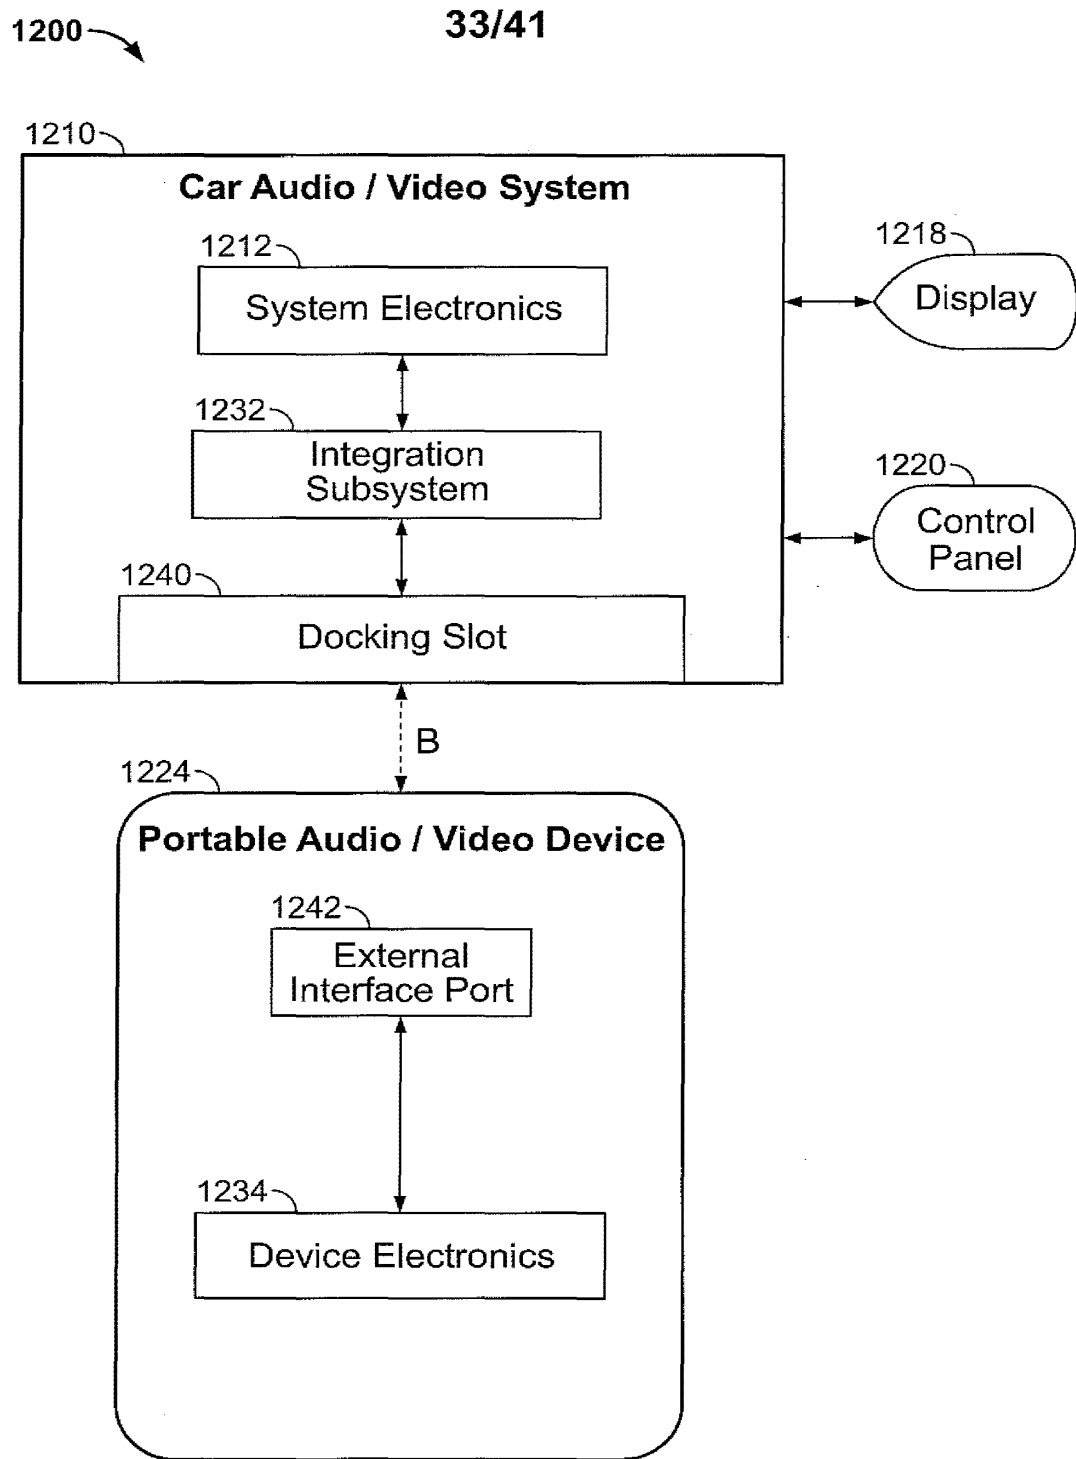 1200
33/41
1210
Car Audio / Video System
1212
System Electronics
1218
Display
1232
Integration
Subsystem
1220
Control
Panel
1240
Docking Slot
B
1224
Portable Audio / Video Device
1242
External
Interface Port
1234
Device Electronics